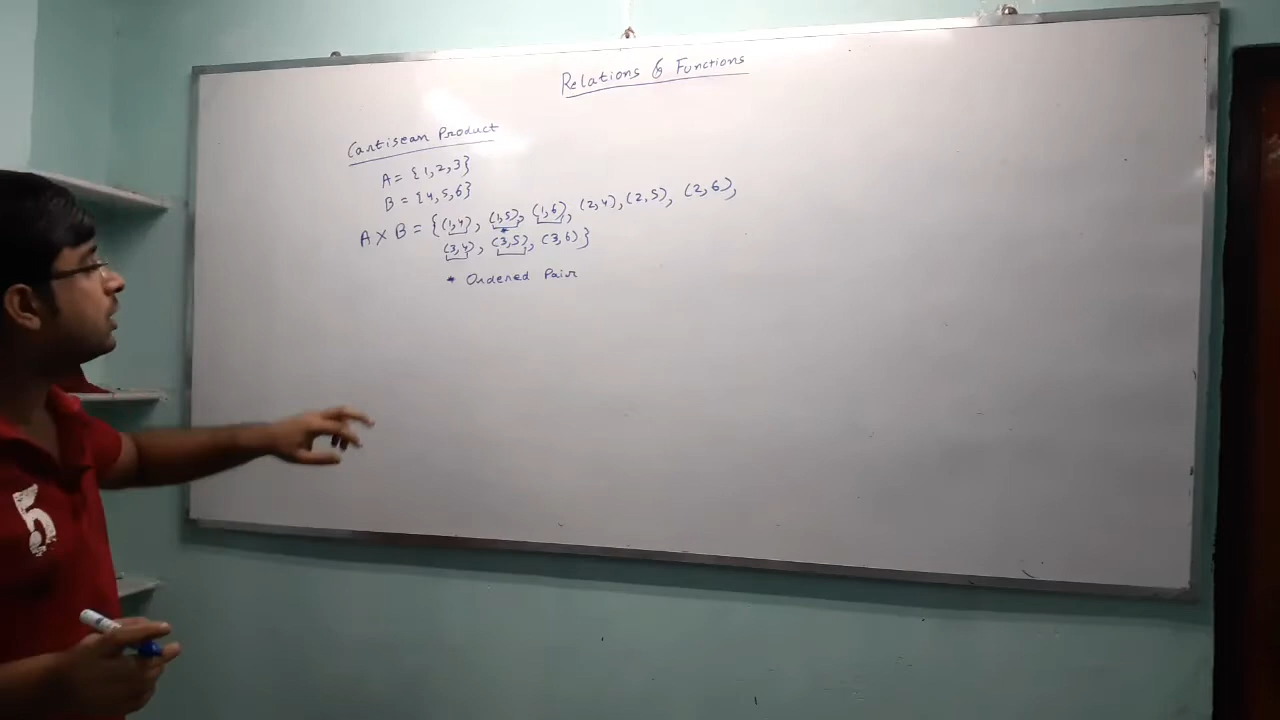 Relations & Functions
Cartisean Product
A = {1,2,3}
B = {4,5,6}
A × B = {(1,4), (1,5), (1,6), (2,4), (2,5), (2,6),
(3,4), (3,5), (3,6)}
* Ordered Pair
5